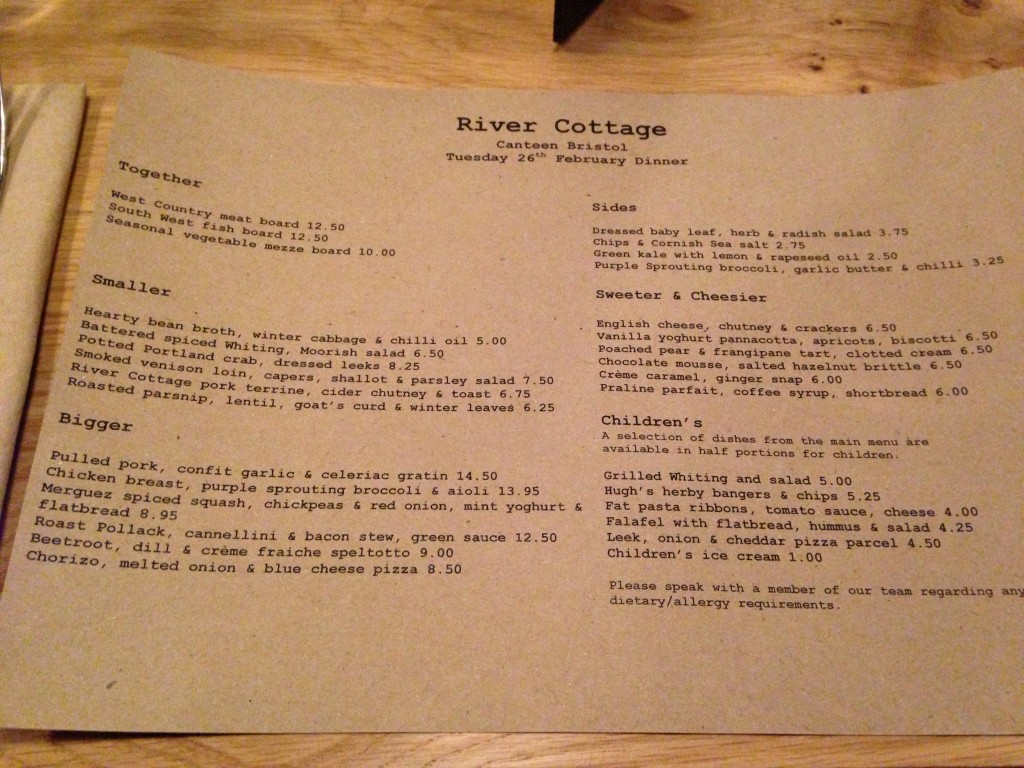 River Cottage
Canteen Bristol
Tuesday 26th February Dinner
Together
West Country meat board 12.50
South West fish board 12.50
Seasonal vegetable mezze board 10.00
Smaller
Hearty bean broth, winter cabbage & chilli oil 5.00
Battered spiced Whiting, Moorish salad 6.50
Potted Portland crab, dressed leeks 8.25
Smoked venison loin, capers, shallot & parsley salad 7.50
River Cottage pork terrine, cider chutney & toast 6.75
Roasted parsnip, lentil, goat's curd & winter leaves 6.25
Bigger
Pulled pork, confit garlic & celeriac gratin 14.50
Chicken breast, purple sprouting broccoli & aioli 13.95
Merguez spiced squash, chickpeas & red onion, mint yoghurt &
flatbread 8.95
Roast Pollack, cannellini & bacon stew, green sauce 12.50
Beetroot, dill & crème fraiche speltotto 9.00
Chorizo, melted onion & blue cheese pizza 8.50
Sides
Dressed baby leaf, herb & radish salad 3.75
Chips & Cornish Sea salt 2.75
Green kale with lemon & rapeseed oil 2.50
Purple Sprouting broccoli, garlic butter & chilli 3.25
Sweeter & Cheesier
English cheese, chutney & crackers 6.50
Vanilla yoghurt pannacotta, apricots, biscotti 6.50
Poached pear & frangipane tart, clotted cream 6.50
Chocolate mousse, salted hazelnut brittle 6.50
Crème caramel, ginger snap 6.00
Praline parfait, coffee syrup, shortbread 6.00
Children's
A selection of dishes from the main menu are
available in half portions for children.
Grilled Whiting and salad 5.00
Hugh's herby bangers & chips 5.25
Fat pasta ribbons, tomato sauce, cheese 4.00
Falafel with flatbread, hummus & salad 4.25
Leek, onion & cheddar pizza parcel 4.50
Children's ice cream 1.00
Please speak with a member of our team regarding any
dietary/allergy requirements.